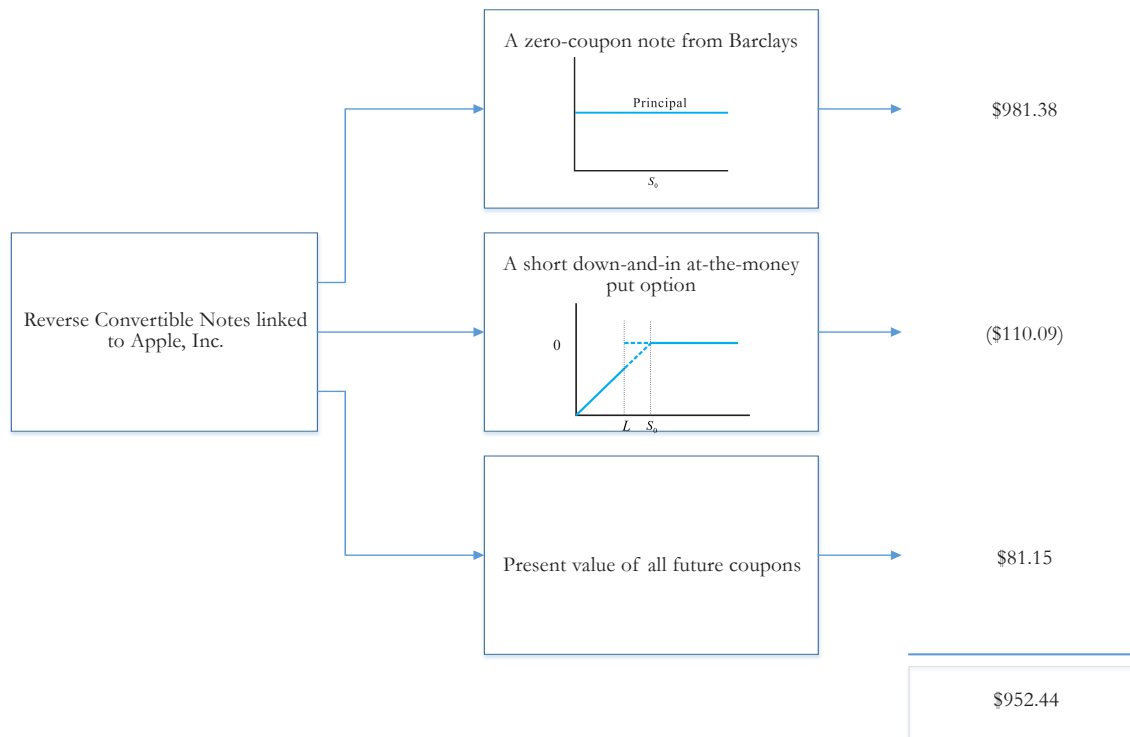 A zero-coupon note from Barclays
Principal
S₀
$981.38
Reverse Convertible Notes linked
to Apple, Inc.
A short down-and-in at-the-money
put option
0
L S₀
($110.09)
Present value of all future coupons
$81.15
$952.44